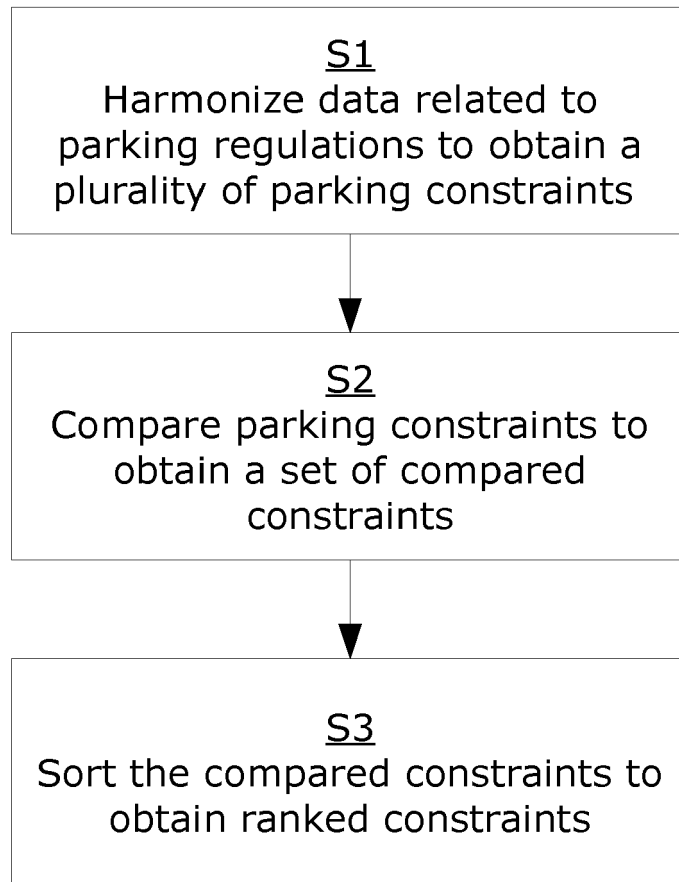 S1
Harmonize data related to
parking regulations to obtain a
plurality of parking constraints
S2
Compare parking constraints to
obtain a set of compared
constraints
S3
Sort the compared constraints to
obtain ranked constraints